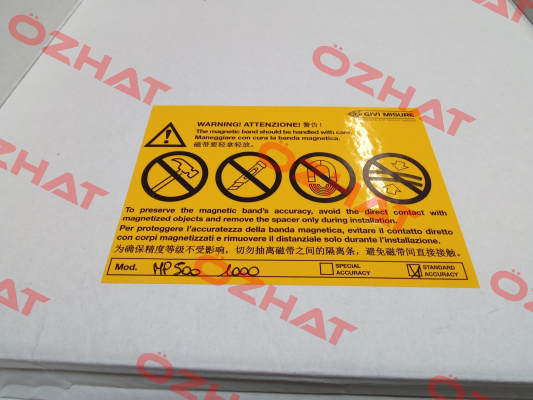 GIVI MISURE
WARNING! ATTENZIONE! 警告!
The magnetic band should be handled with care.
Maneggiare con cura la banda magnetica.
磁带要轻拿轻放。
To preserve the magnetic band's accuracy, avoid the direct contact with
magnetized objects and remove the spacer only during installation.
Per proteggere l'accuratezza della banda magnetica, evitare il contatto diretto
con corpi magnetizzati e rimuovere il distanziale solo durante l'installazione.
为确保精度等级不受影响，切勿抽离磁带之间的隔离条，避免磁带间直接接触。
Mod. MP500 1000 SPECIAL ACCURACY STANDARD ACCURACY
ÖZHAT
ÖZHAT
ÖZHAT
ÖZHAT
ÖZHAT
ÖZHAT
ÖZHAT
ÖZHAT